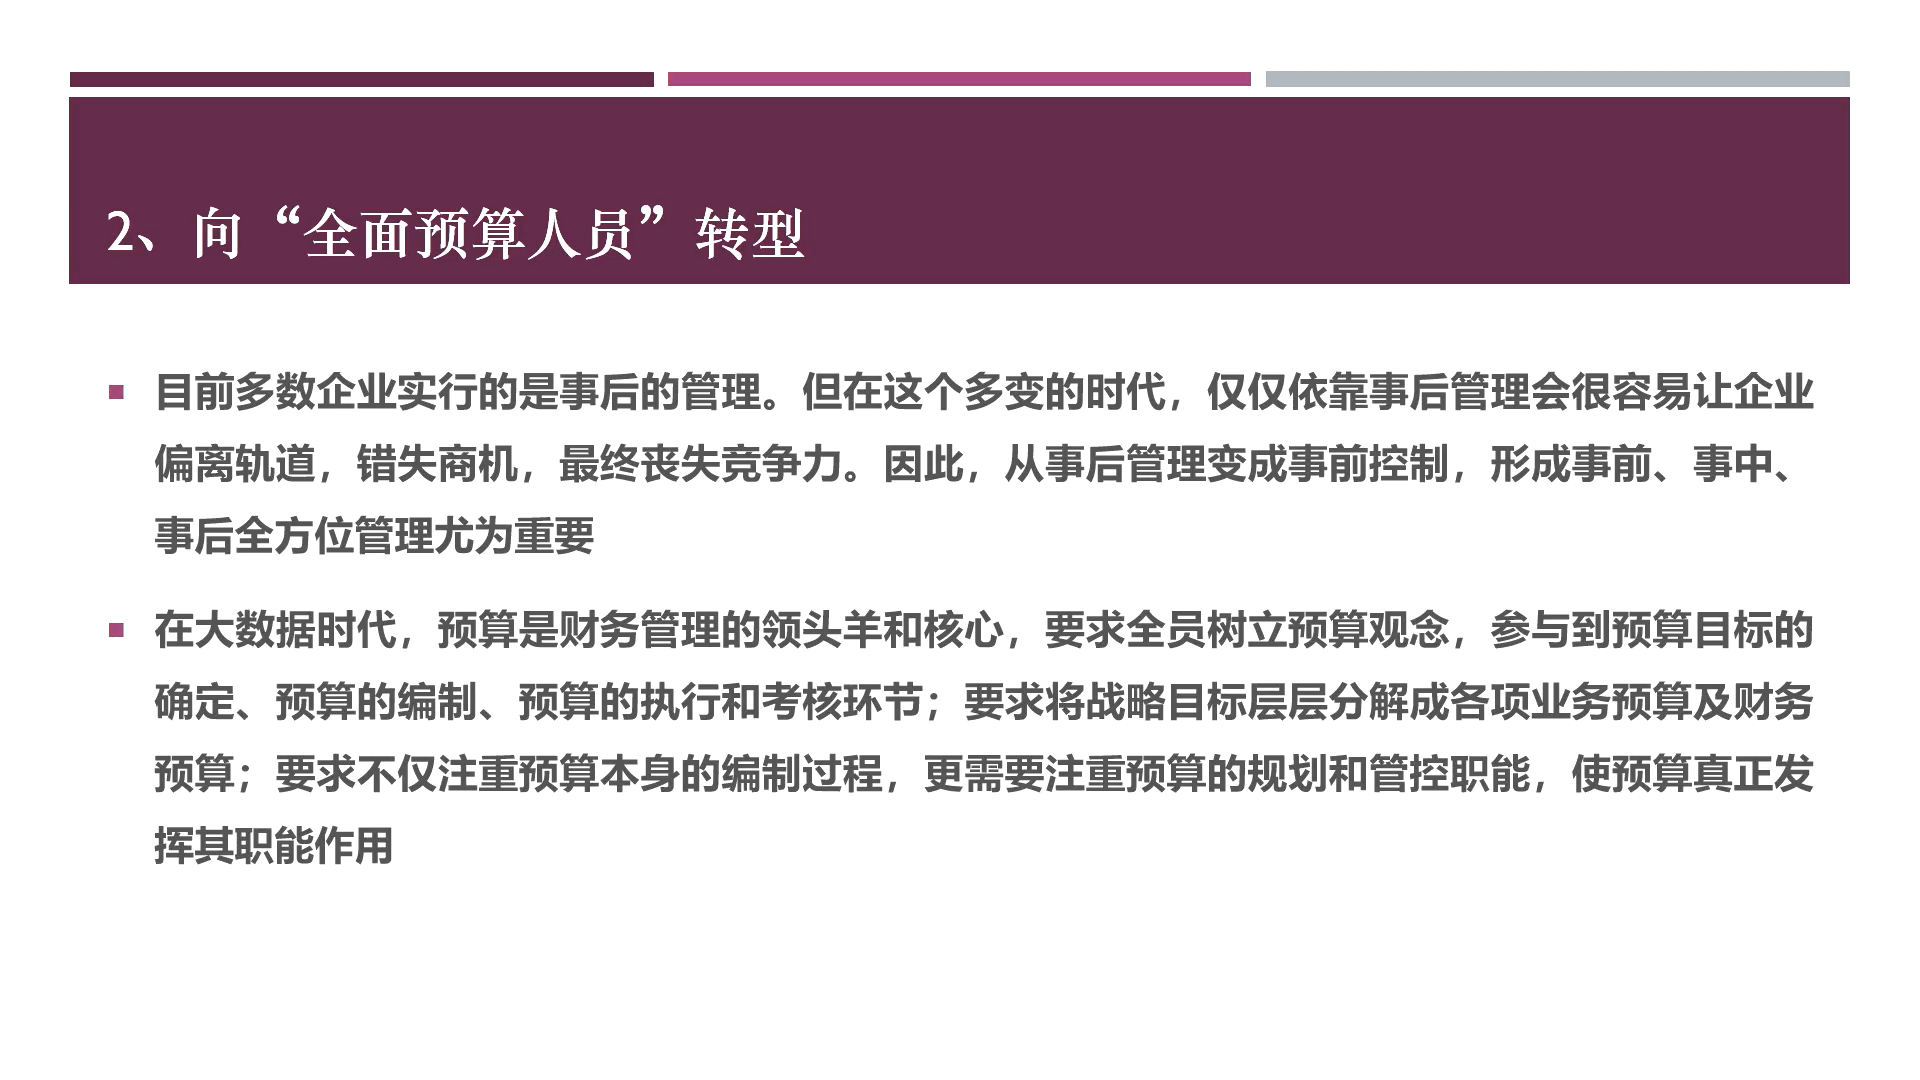 2、向“全面预算人员”转型
目前多数企业实行的是事后的管理。但在这个多变的时代，仅仅依靠事后管理会很容易让企业
偏离轨道，错失商机，最终丧失竞争力。因此，从事后管理变成事前控制，形成事前、事中、
事后全方位管理尤为重要
在大数据时代，预算是财务管理的领头羊和核心，要求全员树立预算观念，参与到预算目标的
确定、预算的编制、预算的执行和考核环节；要求将战略目标层层分解成各项业务预算及财务
预算；要求不仅注重预算本身的编制过程，更需要注重预算的规划和管控职能，使预算真正发
挥其职能作用